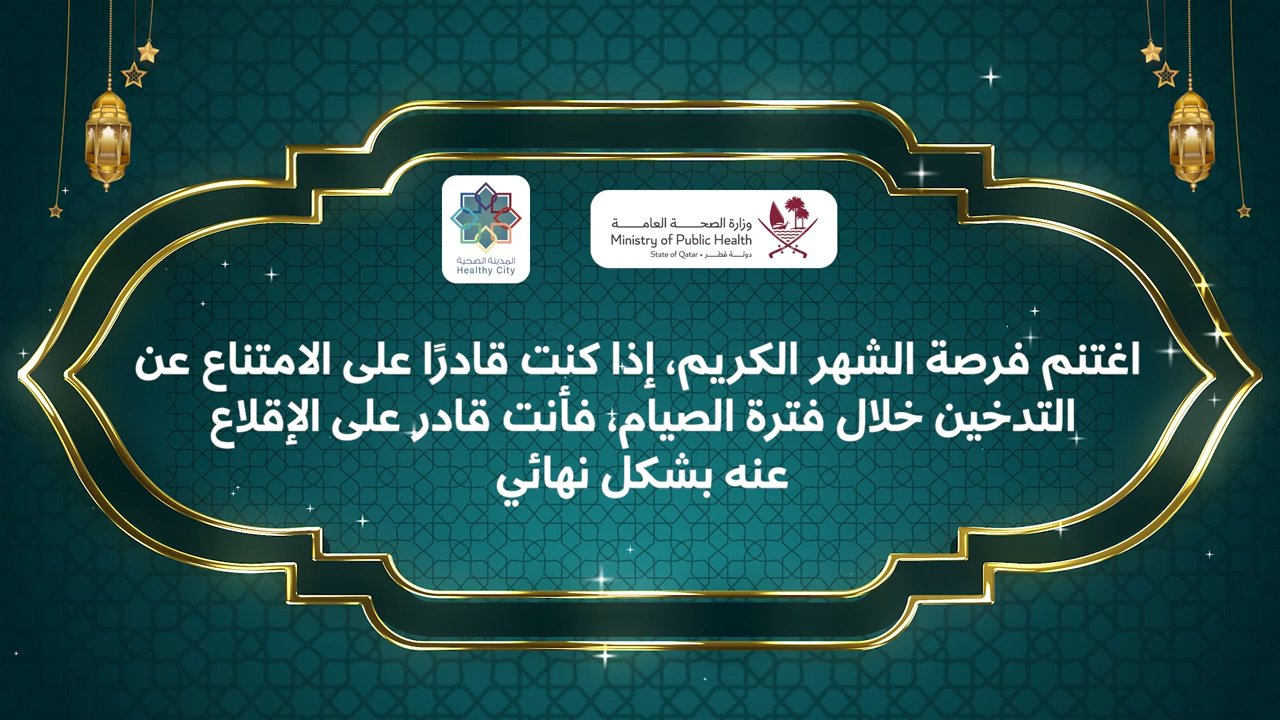 المدينة الصحية
Healthy City
وزارة الصحة العامة
Ministry of Public Health
State of Qatar • دولة قطر
اغتنم فرصة الشهر الكريم، إذا كنت قادرًا على الامتناع عن
التدخين خلال فترة الصيام؛ فأنت قادر على الإقلاع
عنه بشكل نهائي